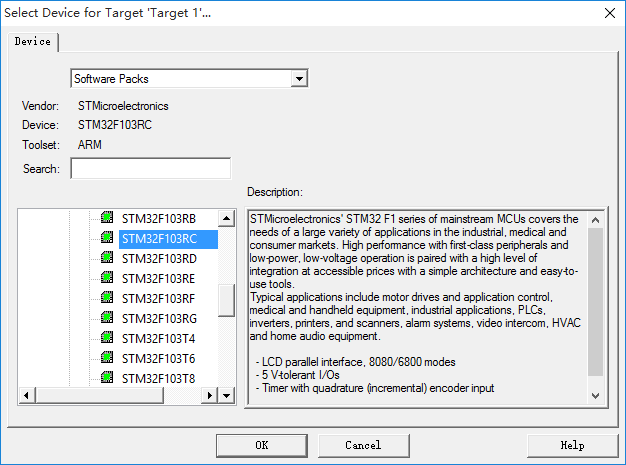 Select Device for Target 'Target 1'...
Device
Software Packs
Vendor: STMicroelectronics
Device: STM32F103RC
Toolset: ARM
Search:
STM32F103RB
STM32F103RC
STM32F103RD
STM32F103RE
STM32F103RF
STM32F103RG
STM32F103T4
STM32F103T6
STM32F103T8
Description:
STMicroelectronics' STM32 F1 series of mainstream MCUs covers the
needs of a large variety of applications in the industrial, medical and
consumer markets. High performance with first-class peripherals and
low-power, low-voltage operation is paired with a high level of
integration at accessible prices with a simple architecture and easy-to-
use tools.
Typical applications include motor drives and application control,
medical and handheld equipment, industrial applications, PLCs,
inverters, printers, and scanners, alarm systems, video intercom, HVAC
and home audio equipment.
- LCD parallel interface, 8080/6800 modes
- 5 V-tolerant I/Os
- Timer with quadrature (incremental) encoder input
OK
Cancel
Help